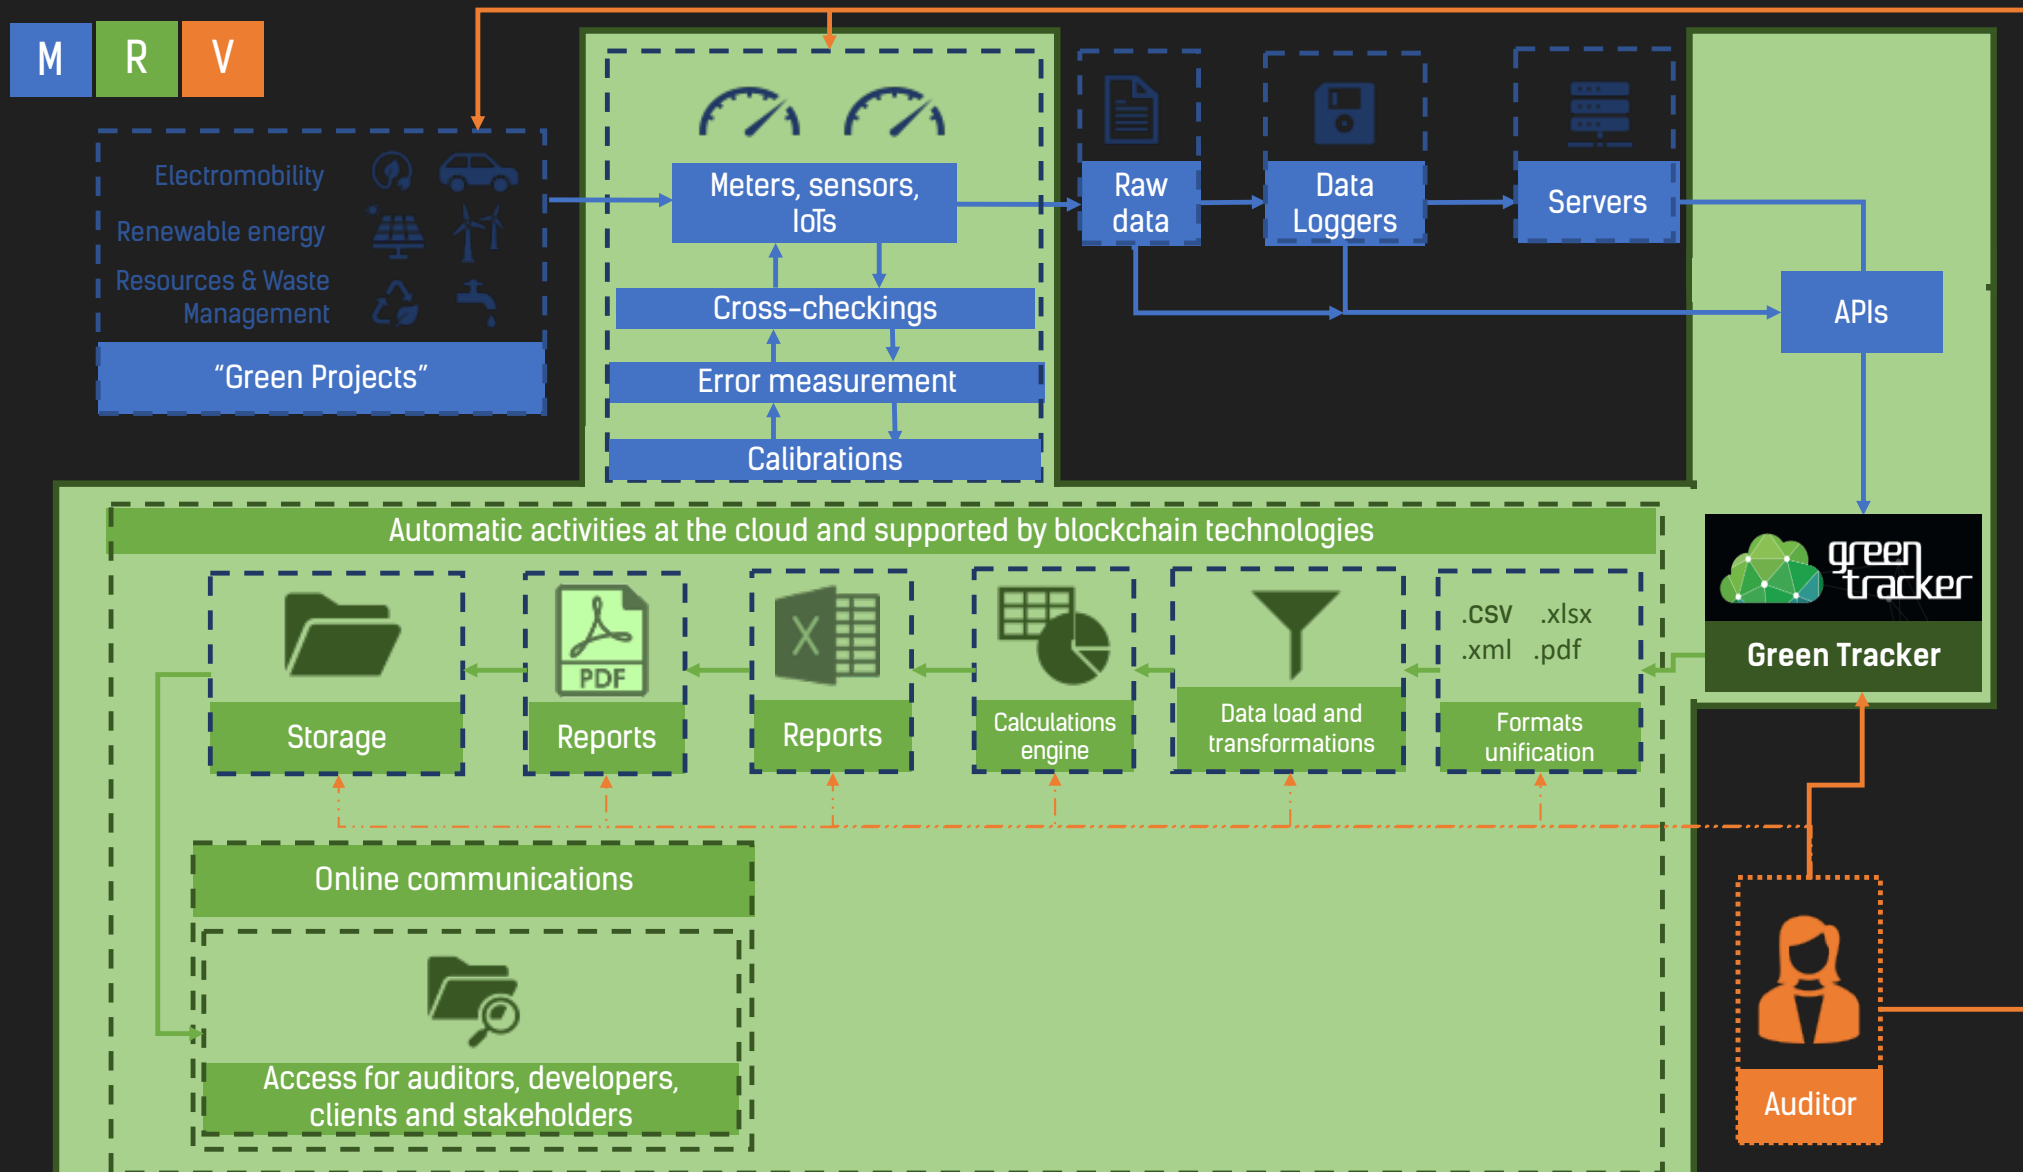 M R V
Electromobility
Renewable energy
Resources & Waste
Management
“Green Projects”
Meters, sensors,
IoTs
Cross-checkings
Error measurement
Calibrations
Raw
data
Data
Loggers
Servers
APIs
green
tracker
Green Tracker
Automatic activities at the cloud and supported by blockchain technologies
.CSV .xlsx
.xml .pdf
Formats
unification
Data load and
transformations
Calculations
engine
X
Reports
PDF
Reports
Storage
Online communications
Access for auditors, developers,
clients and stakeholders
Auditor